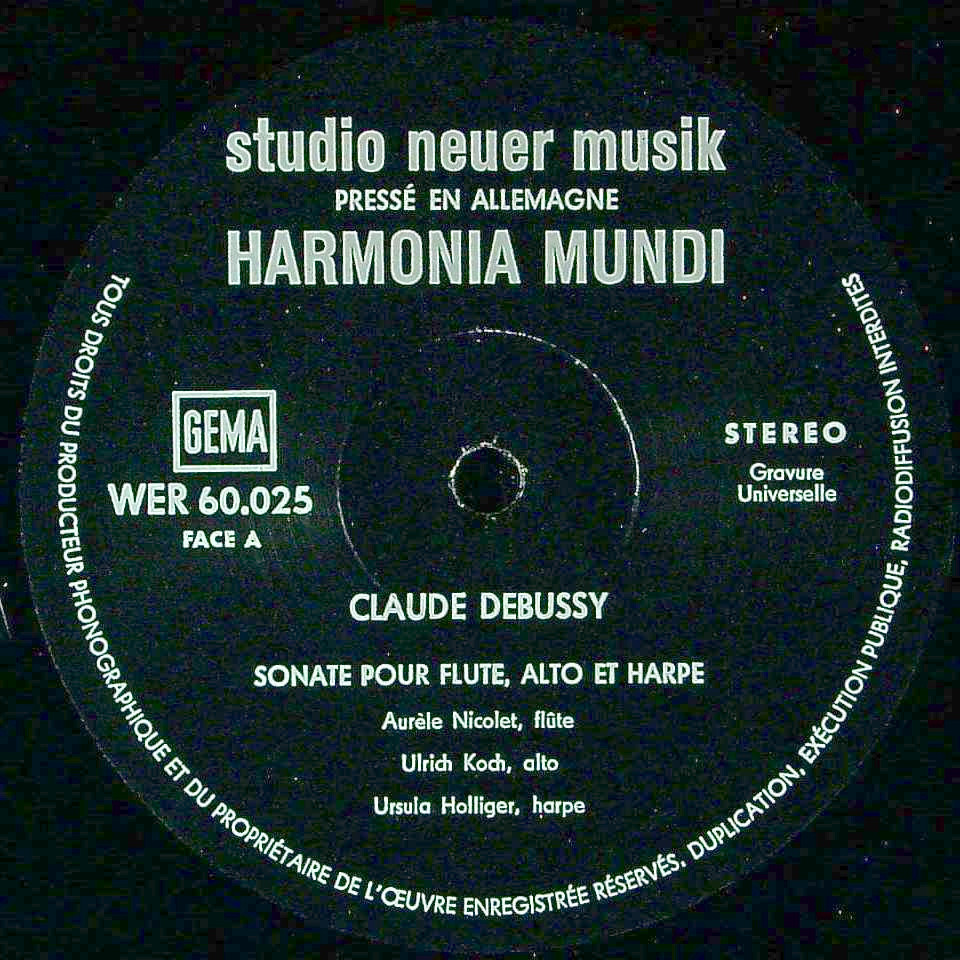 studio neuer musik
PRESSÉ EN ALLEMAGNE
HARMONIA MUNDI
GEMA
WER 60.025
FACE A
STEREO
Gravure
Universelle
CLAUDE DEBUSSY
SONATE POUR FLUTE, ALTO ET HARPE
Aurèle Nicolet, flûte
Ulrich Koch, alto
Ursula Holliger, harpe
TOUS DROITS DU PRODUCTEUR PHONOGRAPHIQUE ET DU PROPRIÉTAIRE DE L'ŒUVRE ENREGISTRÉE RÉSERVÉS. DUPLICATION, EXÉCUTION PUBLIQUE, RADIODIFFUSION INTERDITES